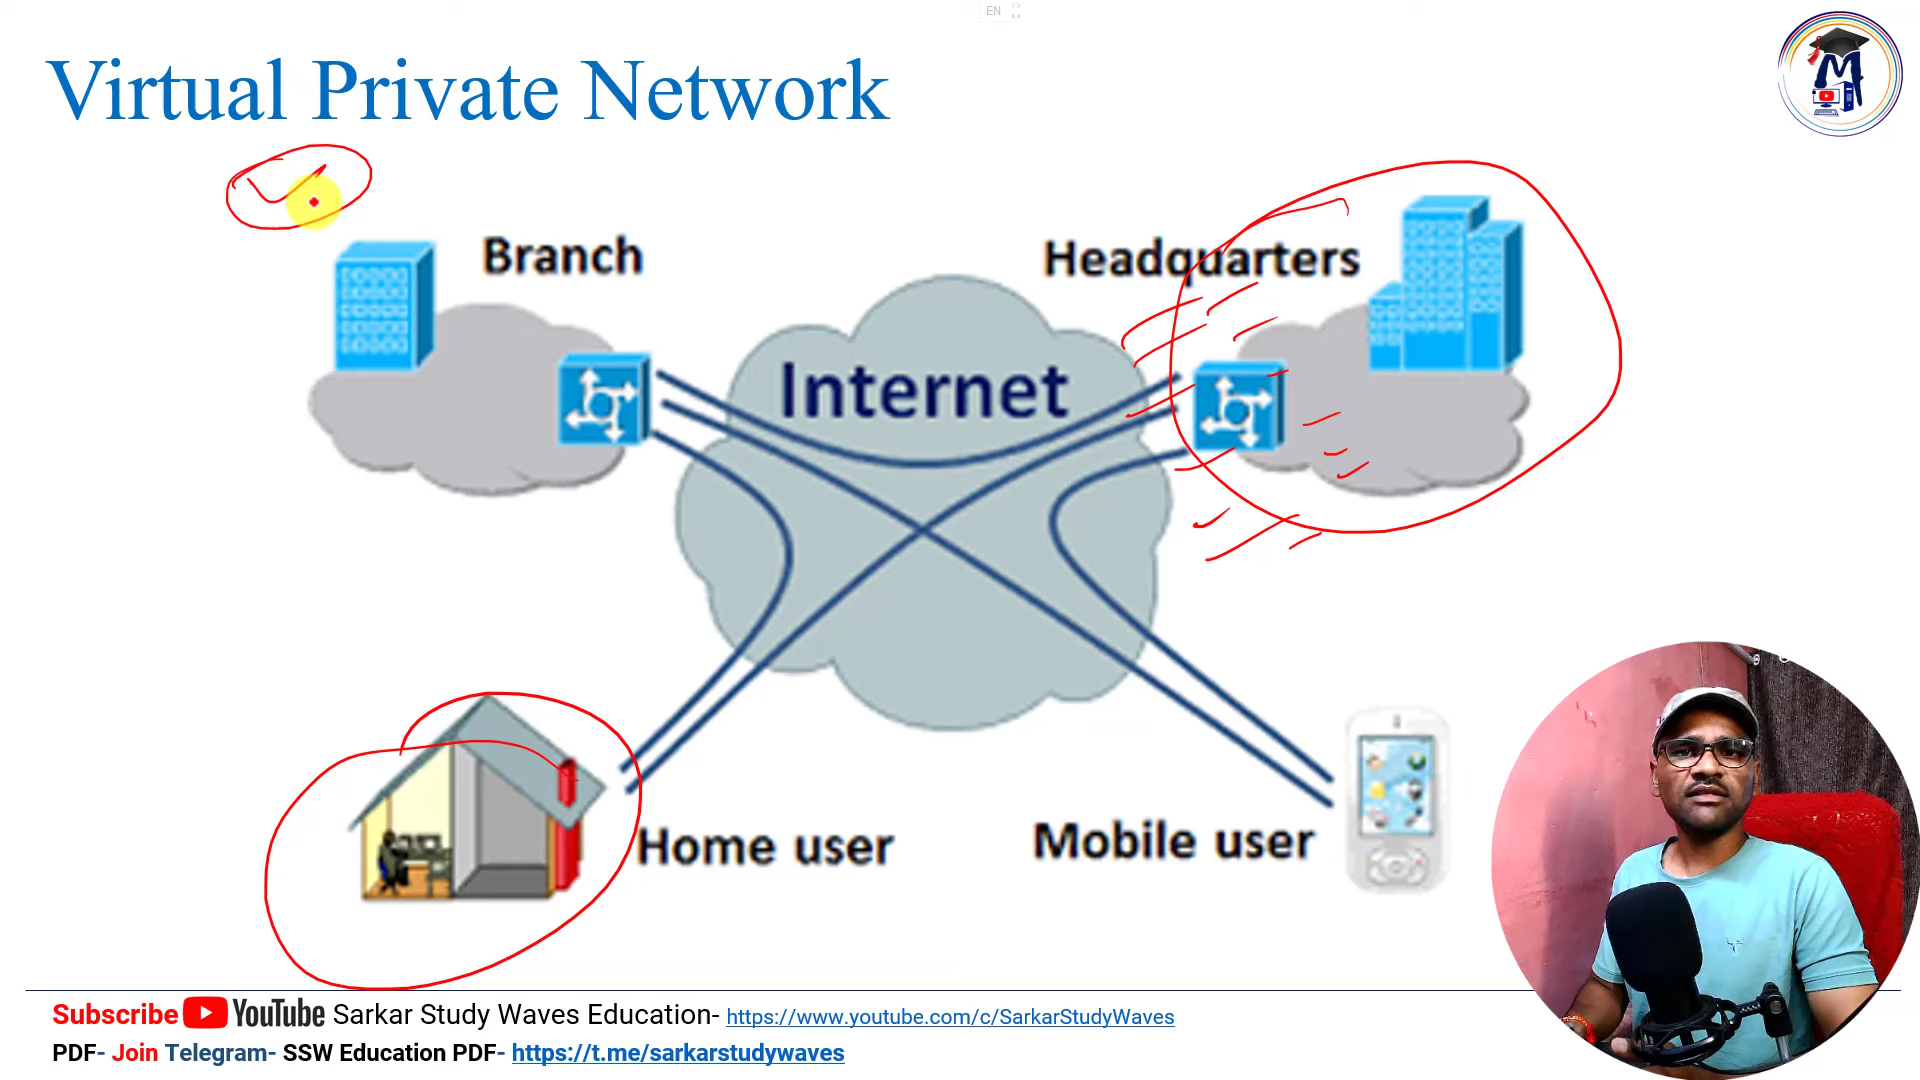 EN
Virtual Private Network
Branch
Headquarters
Internet
Home user
Mobile user
Subscribe YouTube Sarkar Study Waves Education- https://www.youtube.com/c/SarkarStudyWaves
PDF- Join Telegram- SSW Education PDF- https://t.me/sarkarstudywaves